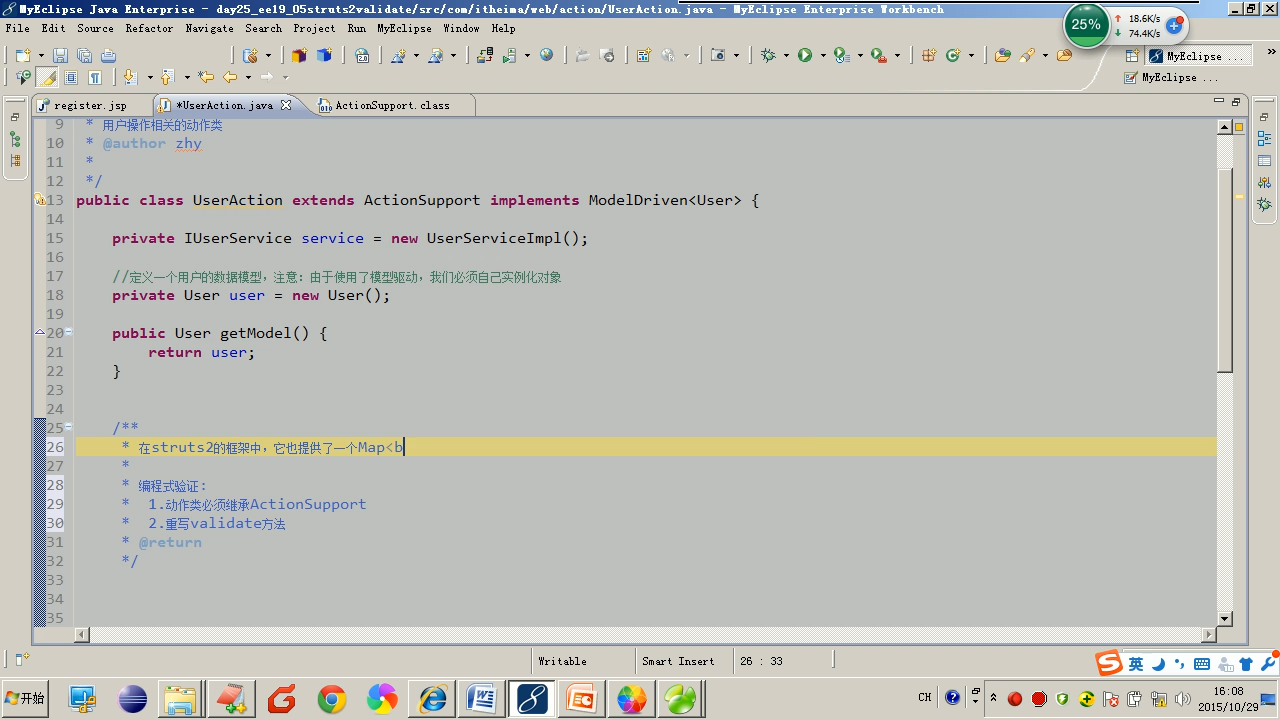 MyEclipse Java Enterprise - day25_ee19_05struts2validate/src/com/itheima/web/action/UserAction.java - MyEclipse Enterprise Workbench
File Edit Source Refactor Navigate Search Project Run MyEclipse Window Help
25%
18.6K/s
74.4K/s
MyEclipse ...
MyEclipse ...
register.jsp *UserAction.java ActionSupport.class
9 * 用户操作相关的动作类
10 * @author zhy
11 *
12 */
13 public class UserAction extends ActionSupport implements ModelDriven<User> {
14
15 private IUserService service = new UserServiceImpl();
16
17 //定义一个用户的数据模型，注意：由于使用了模型驱动，我们必须自己实例化对象
18 private User user = new User();
19
20 public User getModel() {
21 return user;
22 }
23
24
25 /**
26 * 在struts2的框架中，它也提供了一个Map<b
27 *
28 * 编程式验证：
29 * 1.动作类必须继承ActionSupport
30 * 2.重写validate方法
31 * @return
32 */
33
34
35
Writable Smart Insert 26 : 33
英
开始
CH
16:08
2015/10/29